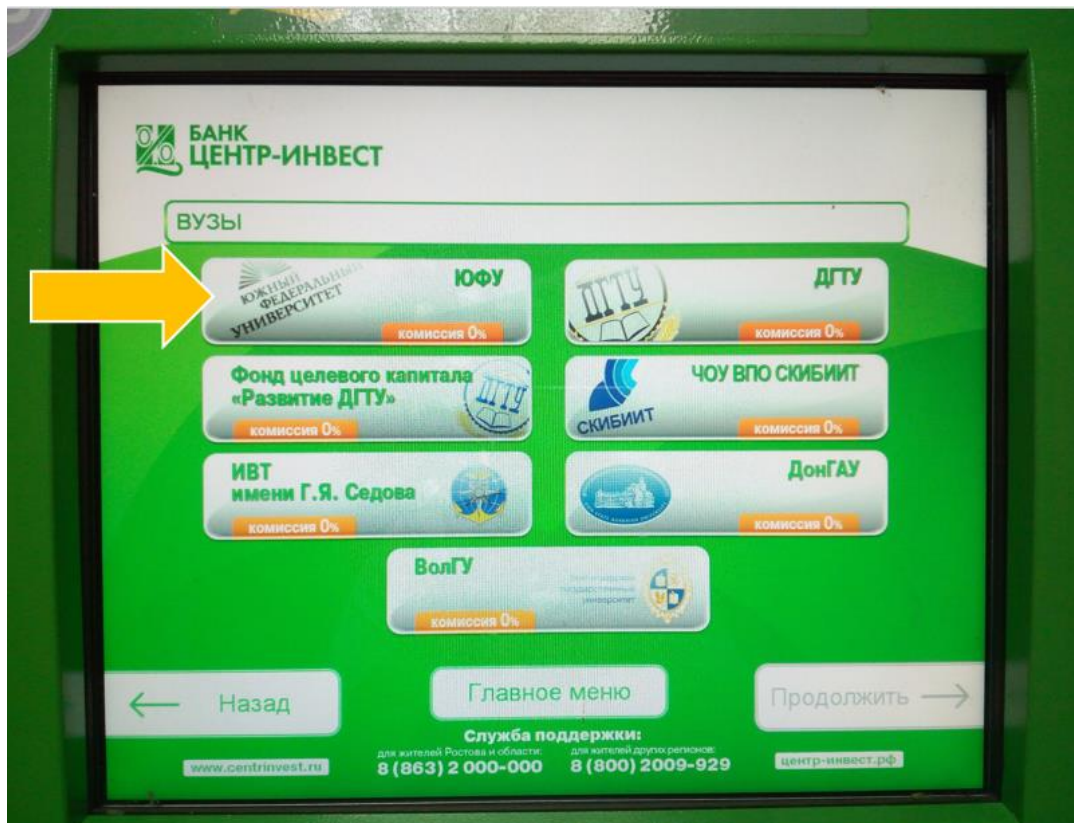 БАНК
ЦЕНТР-ИНВЕСТ
ВУЗЫ
ЮЖНЫЙ
ФЕДЕРАЛЬНЫЙ
УНИВЕРСИТЕТ
ЮФУ
комиссия 0%
ДГТУ
ДГТУ
комиссия 0%
Фонд целевого капитала
«Развитие ДГТУ»
ДГТУ
комиссия 0%
СКИБИИТ
ЧОУ ВПО СКИБИИТ
комиссия 0%
ИВТ
имени Г.Я. Седова
комиссия 0%
ДонГАУ
комиссия 0%
ВолГУ
государственный
университет
комиссия 0%
Назад
Главное меню
Продолжить
Служба поддержки:
для жителей Ростова и области:
для жителей других регионов:
www.centrinvest.ru
8 (863) 2 000-000
8 (800) 2009-929
центр-инвест.рф